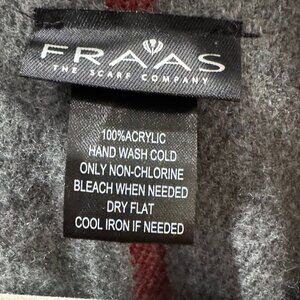 FRAAS
THE SCARF COMPANY
100%ACRYLIC
HAND WASH COLD
ONLY NON-CHLORINE
BLEACH WHEN NEEDED
DRY FLAT
COOL IRON IF NEEDED